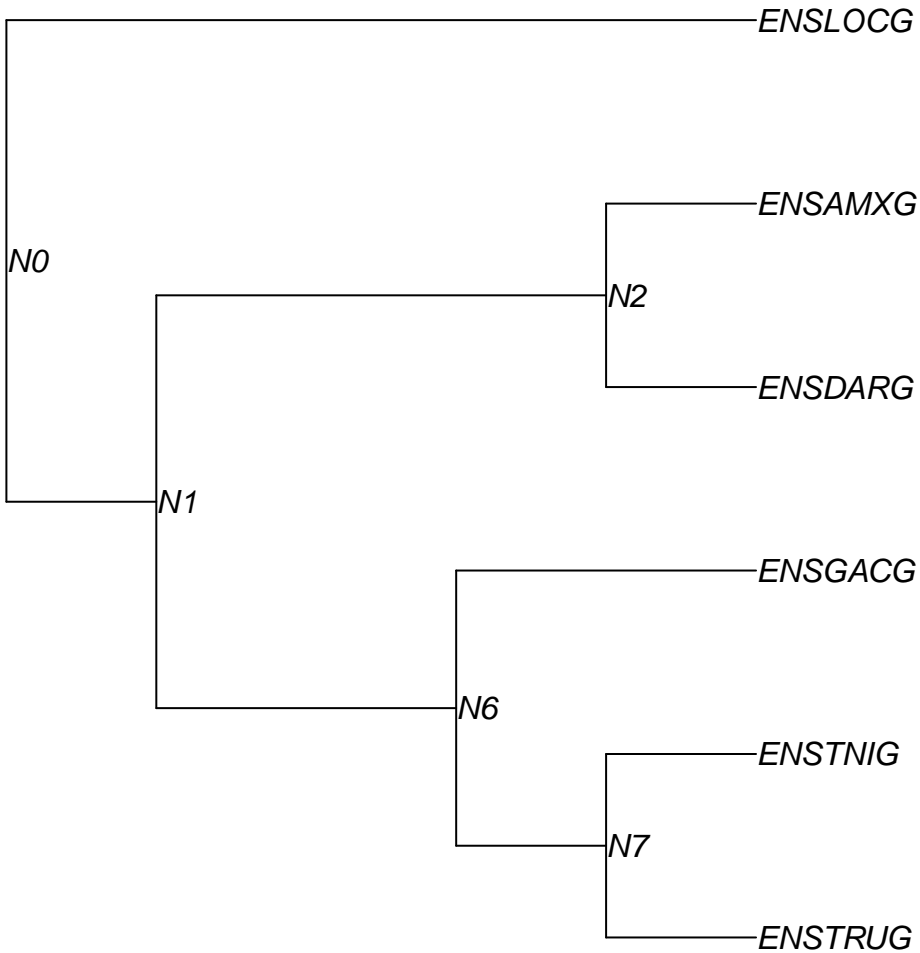 ENSLOCG
ENSAMXG
N0
N2
ENSDARG
N1
ENSGACG
N6
ENSTNIG
N7
ENSTRUG